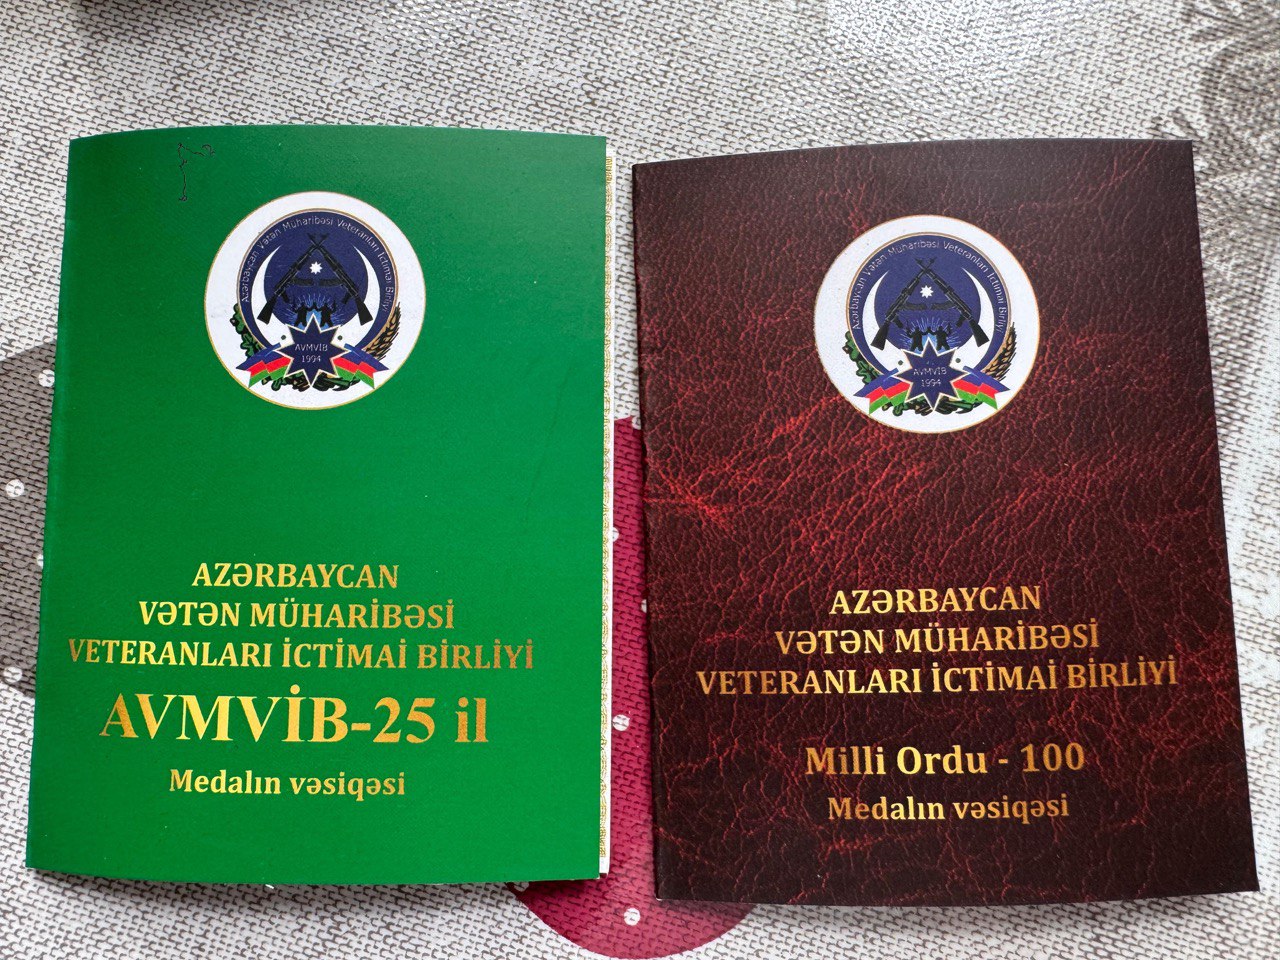 Azərbaycan Vətən Müharibəsi Veteranları İctimai Birliyi
AVMVİB
1994
AZƏRBAYCAN
VƏTƏN MÜHARİBƏSİ
VETERANLARI İCTİMAİ BİRLİYİ
AVMVİB-25 il
Medalın vəsiqəsi
Azərbaycan Vətən Müharibəsi Veteranları İctimai Birliyi
AVMVİB
1994
AZƏRBAYCAN
VƏTƏN MÜHARİBƏSİ
VETERANLARI İCTİMAİ BİRLİYİ
Milli Ordu - 100
Medalın vəsiqəsi